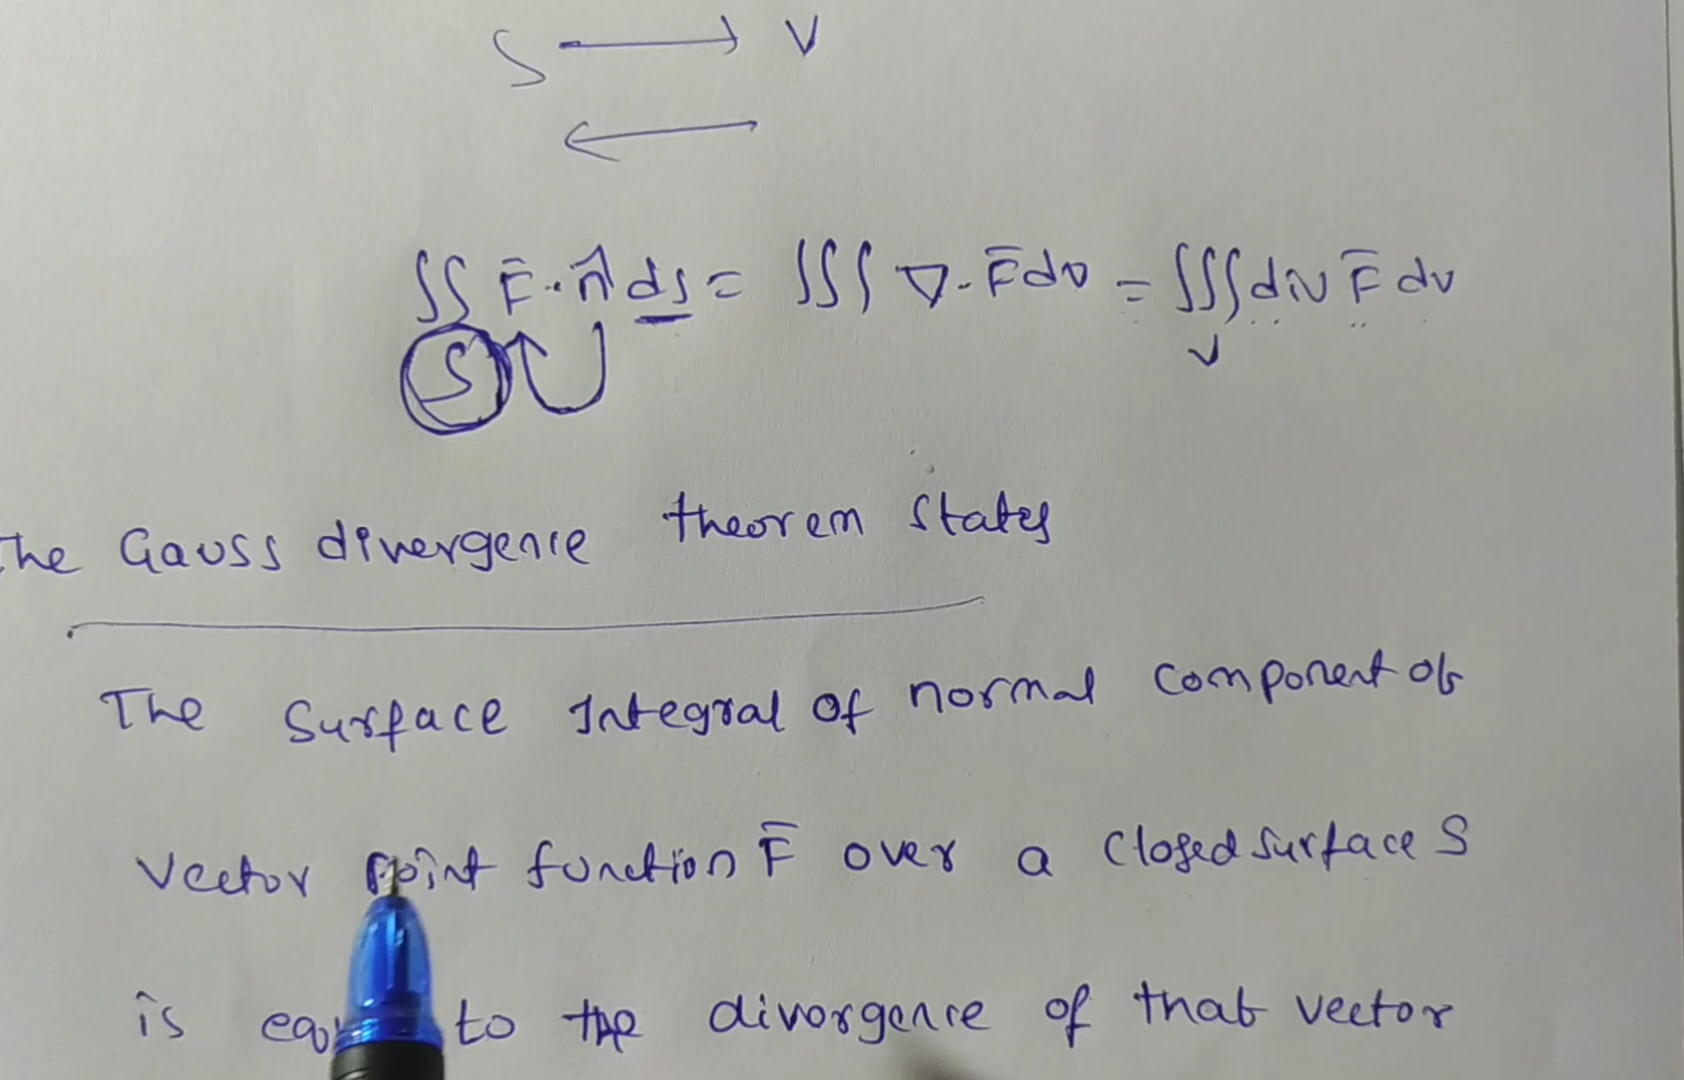 S → V
←
∬ F̄·n̂ ds = ∭ ∇·F̄ dv = ∭ div F̄ dv
S V
The Gauss divergence theorem states
The Surface Integral of normal component of
Vector point function F̄ over a closed surface S
is to the divergence of that vector